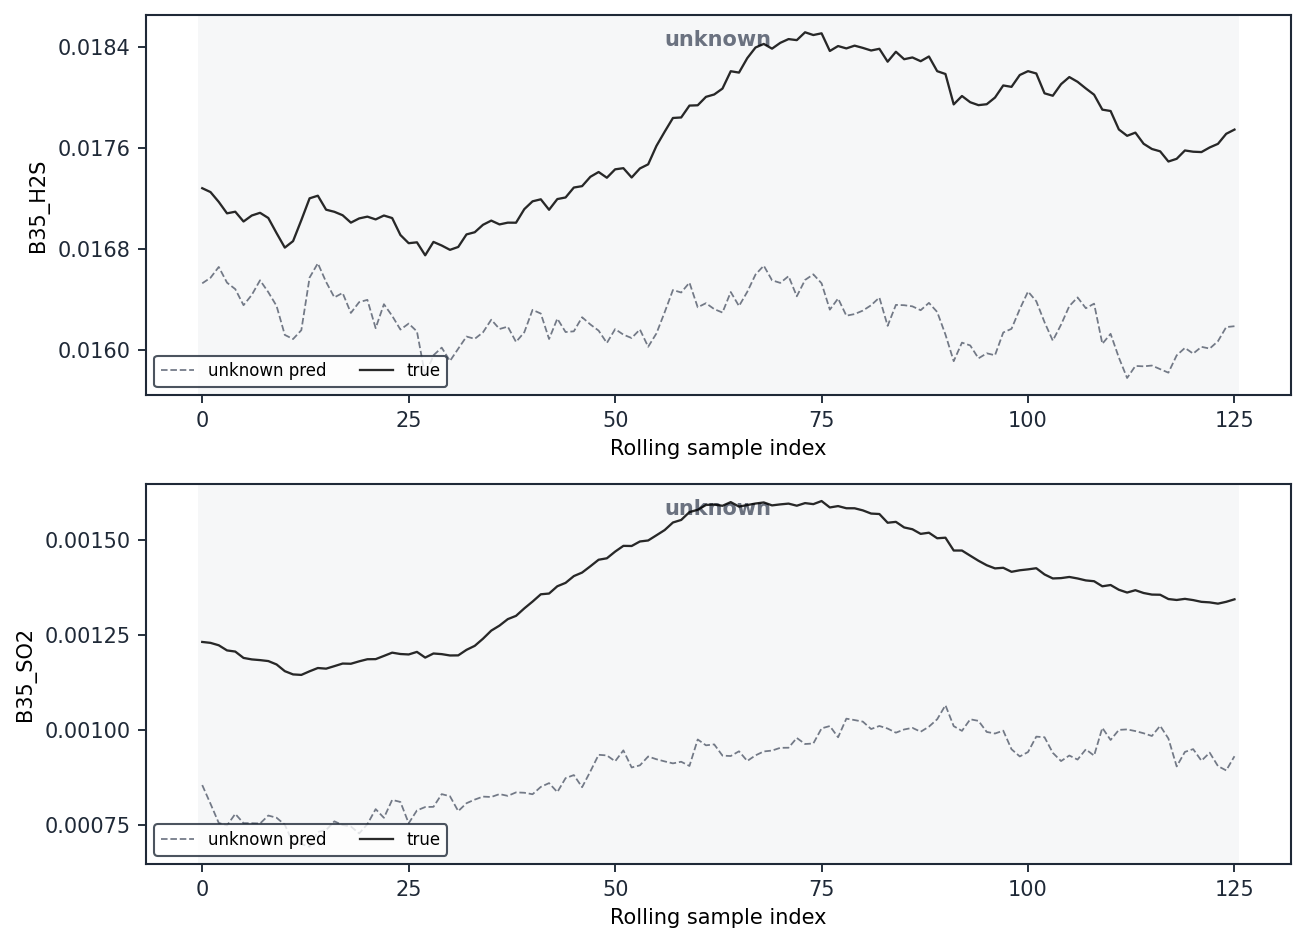 unknown
0.0184
0.0176
0.0168
0.0160
B35_H2S
unknown pred
true
0
25
50
75
100
125
Rolling sample index
unknown
0.00150
0.00125
0.00100
0.00075
B35_SO2
unknown pred
true
0
25
50
75
100
125
Rolling sample index